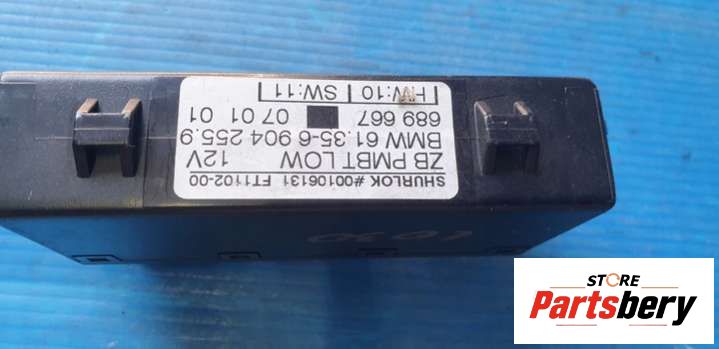 SHURLOK #00106131 FT1102-00
ZB PMBT LOW 12V
BMW 61.35-6 904 255.9
689 667 07 01 01
HW:10 SW:11
STORE
Partsbery